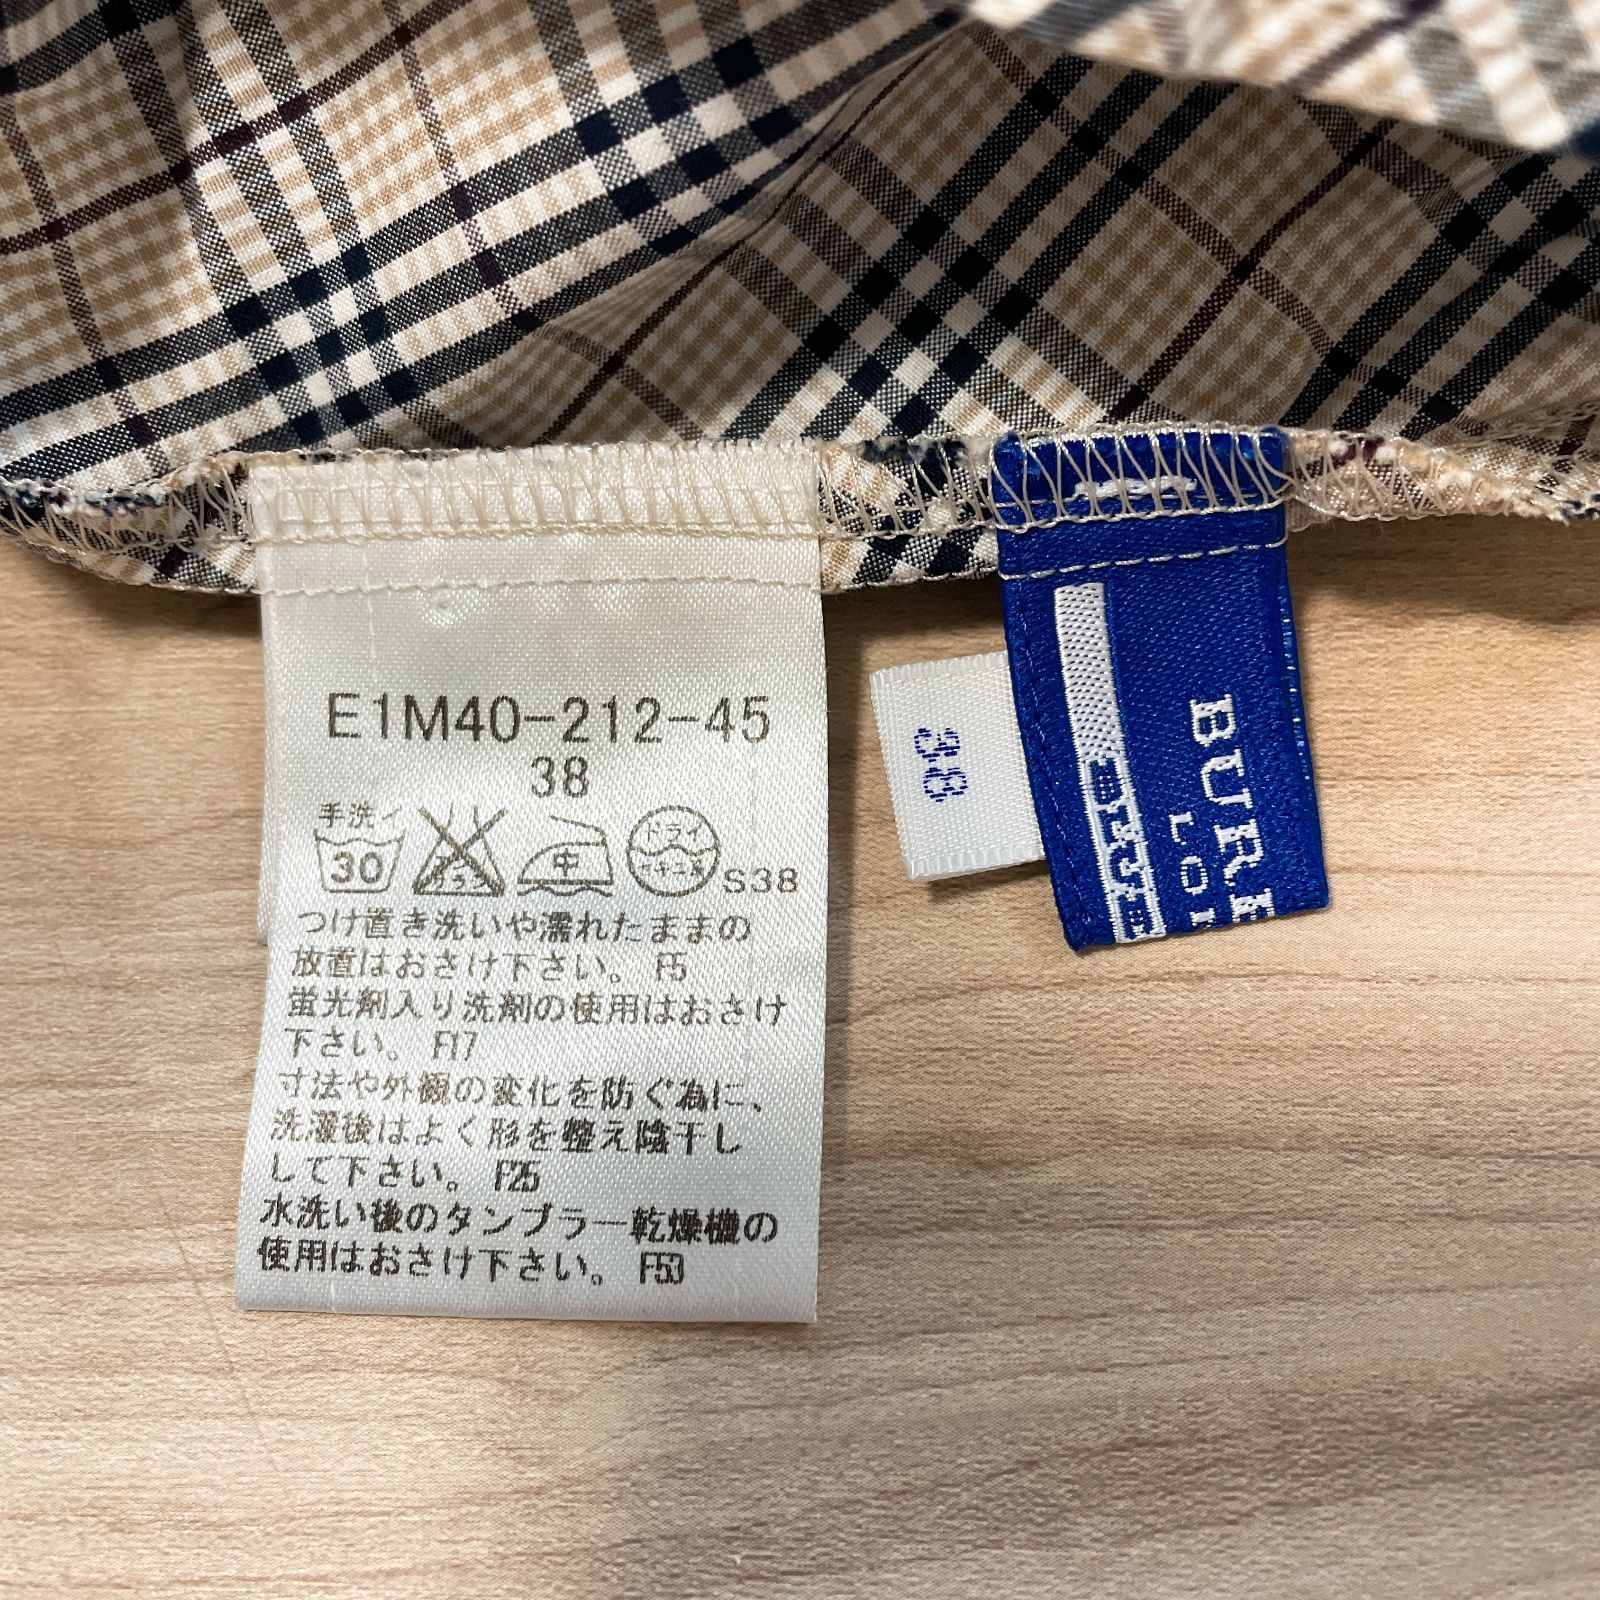 E1M40-212-45
38
手洗イ
30
中
ドライ
S38
つけ置き洗いや濡れたままの
放置はおさけ下さい。 F5
蛍光剤入り洗剤の使用はおさけ
下さい。 F17
寸法や外観の変化を防ぐ為に、
洗濯後はよく形を整え陰干し
して下さい。 F25
水洗い後のタンブラー乾燥機の
使用はおさけ下さい。 F53
38